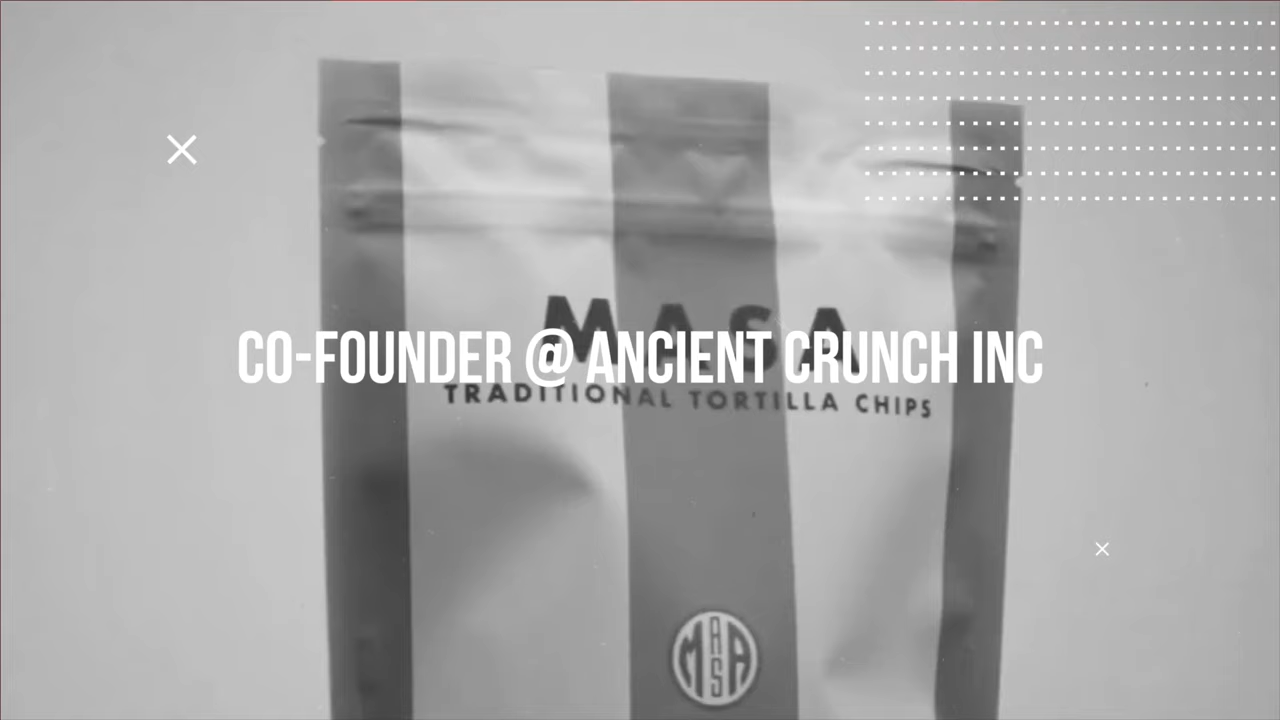 MASA
CO-FOUNDER @ ANCIENT CRUNCH INC
TRADITIONAL TORTILLA CHIPS
MASA